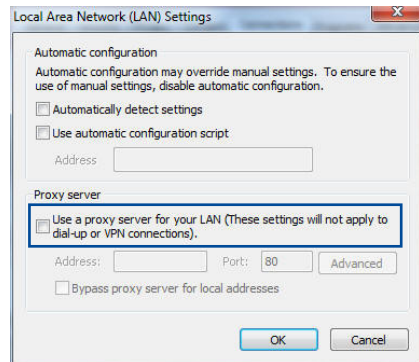 Local Area Network (LAN) Settings
Automatic configuration
Automatic configuration may override manual settings. To ensure the
use of manual settings, disable automatic configuration.
Automatically detect settings
Use automatic configuration script
Address
Proxy server
Use a proxy server for your LAN (These settings will not apply to
dial-up or VPN connections).
Address: Port: 80 Advanced
Bypass proxy server for local addresses
OK Cancel